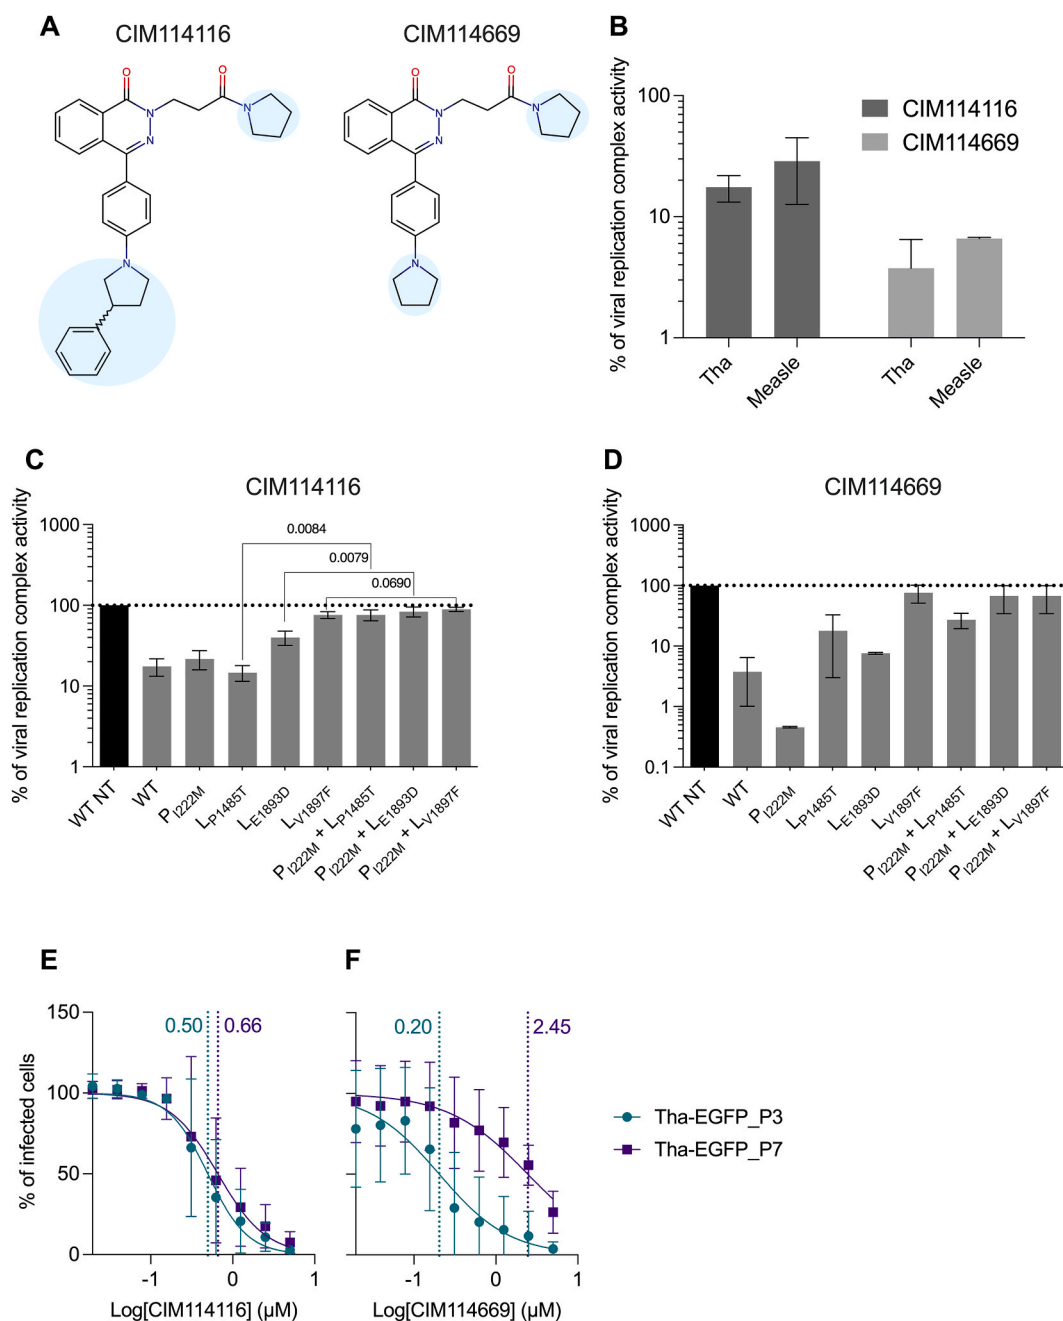 A
CIM114116
CIM114669
O
O
N
N
N
N
O
O
N
N
N
N
B
% of viral replication complex activity
100
10
1
CIM114116
CIM114669
Tha
Measle
Tha
Measle
C
CIM114116
% of viral replication complex activity
1000
100
10
1
0.0084
0.0079
0.0690
WT NT
WT
P I222M
L P1485T
L E1893D
L V1897F
P I222M + L P1485T
P I222M + L E1893D
P I222M + L V1897F
D
CIM114669
% of viral replication complex activity
1000
100
10
1
0.1
WT NT
WT
P I222M
L P1485T
L E1893D
L V1897F
P I222M + L P1485T
P I222M + L E1893D
P I222M + L V1897F
E
% of infected cells
150
100
50
0
0.50
0.66
-1
0
1
Log[CIM114116] (µM)
F
0.20
2.45
-1
0
1
Log[CIM114669] (µM)
Tha-EGFP_P3
Tha-EGFP_P7